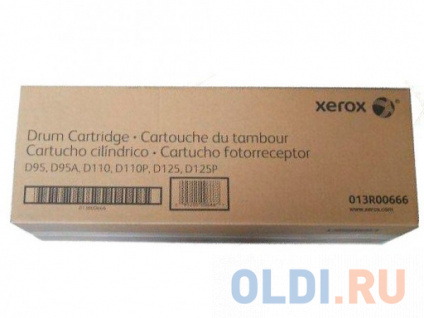 xerox
Drum Cartridge • Cartouche du tambour
Cartucho cilíndrico • Cartucho fotorreceptor
D95, D95A, D110, D110P, D125, D125P
013R00666
www.xerox.com
OLDI.RU